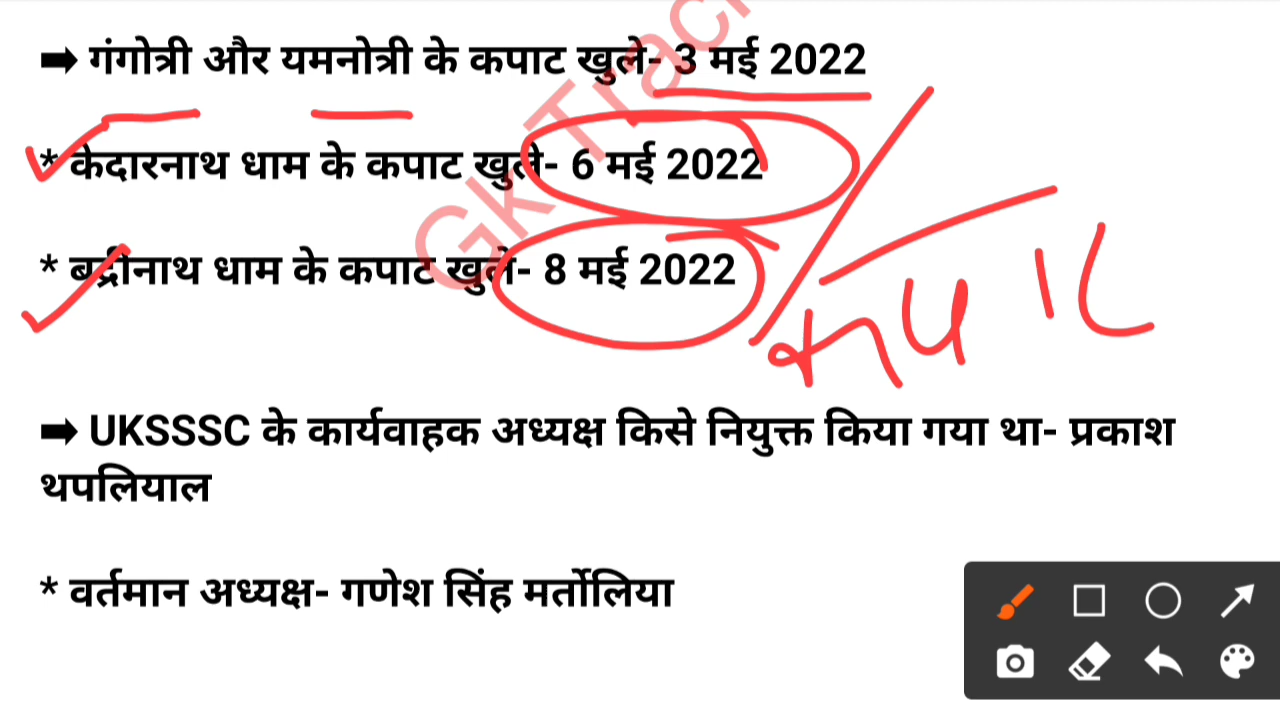 ➡ गंगोत्री और यमनोत्री के कपाट खुले- 3 मई 2022
* केदारनाथ धाम के कपाट खुले- 6 मई 2022
* बद्रीनाथ धाम के कपाट खुले- 8 मई 2022
➡ UKSSSC के कार्यवाहक अध्यक्ष किसे नियुक्त किया गया था- प्रकाश
थपलियाल
* वर्तमान अध्यक्ष- गणेश सिंह मर्तोलिया